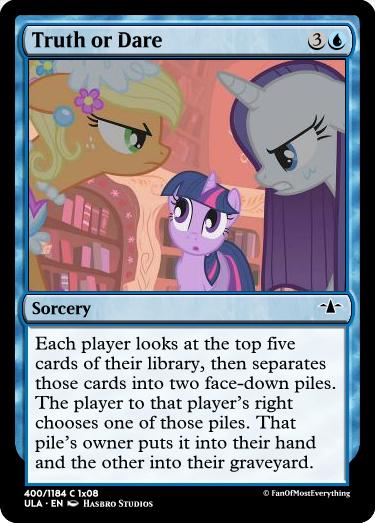 Truth or Dare 3
Sorcery
Each player looks at the top five
cards of their library, then separates
those cards into two face-down piles.
The player to that player's right
chooses one of those piles. That
pile's owner puts it into their hand
and the other into their graveyard.
400/1184 C 1x08
ULA • EN Hasbro Studios © FanOfMostEverything